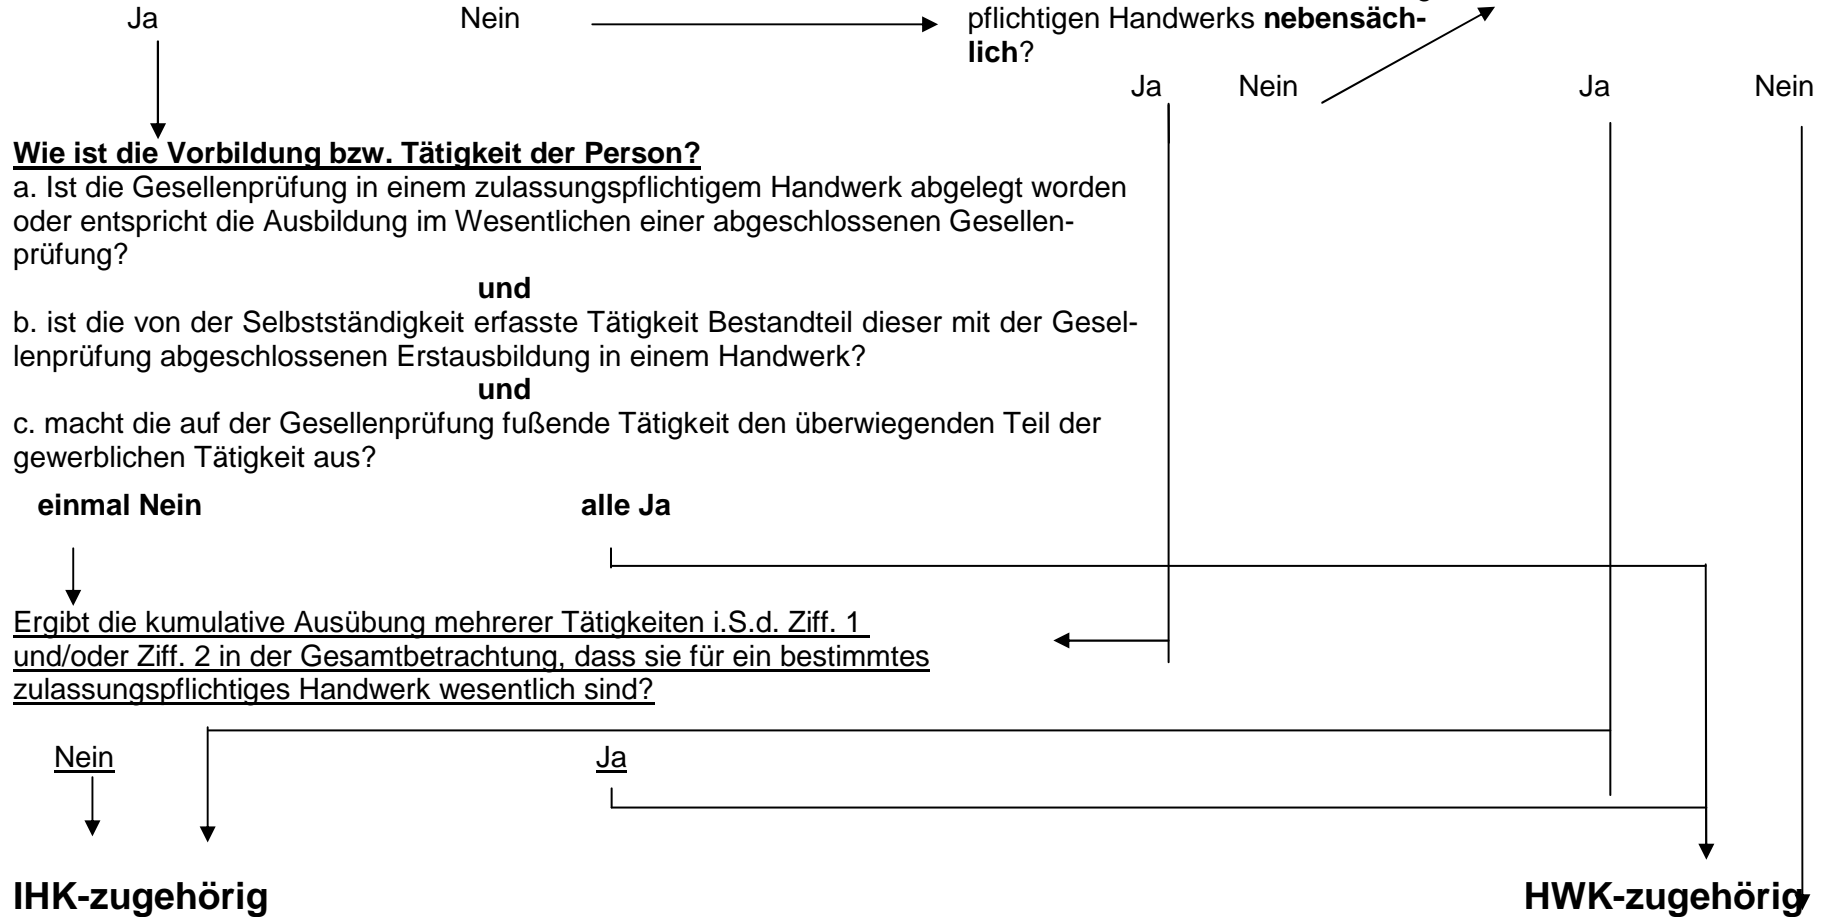 Ja Nein pflichtigen Handwerks nebensäch-
lich?
Ja Nein Ja Nein
Wie ist die Vorbildung bzw. Tätigkeit der Person?
a. Ist die Gesellenprüfung in einem zulassungspflichtigem Handwerk abgelegt worden
oder entspricht die Ausbildung im Wesentlichen einer abgeschlossenen Gesellen-
prüfung?
und
b. ist die von der Selbstständigkeit erfasste Tätigkeit Bestandteil dieser mit der Gesel-
lenprüfung abgeschlossenen Erstausbildung in einem Handwerk?
und
c. macht die auf der Gesellenprüfung fußende Tätigkeit den überwiegenden Teil der
gewerblichen Tätigkeit aus?
einmal Nein alle Ja
Ergibt die kumulative Ausübung mehrerer Tätigkeiten i.S.d. Ziff. 1
und/oder Ziff. 2 in der Gesamtbetrachtung, dass sie für ein bestimmtes
zulassungspflichtiges Handwerk wesentlich sind?
Nein Ja
IHK-zugehörig HWK-zugehörig